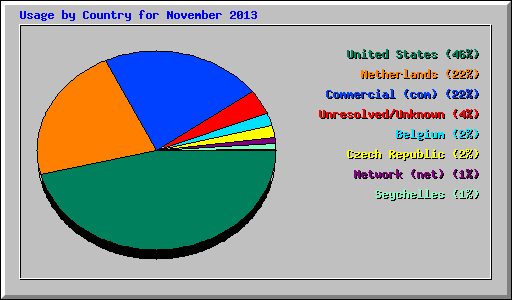 Usage by Country for November 2013
United States (46%)
Netherlands (22%)
Commercial (com) (22%)
Unresolved/Unknown (4%)
Belgium (2%)
Czech Republic (2%)
Network (net) (1%)
Seychelles (1%)